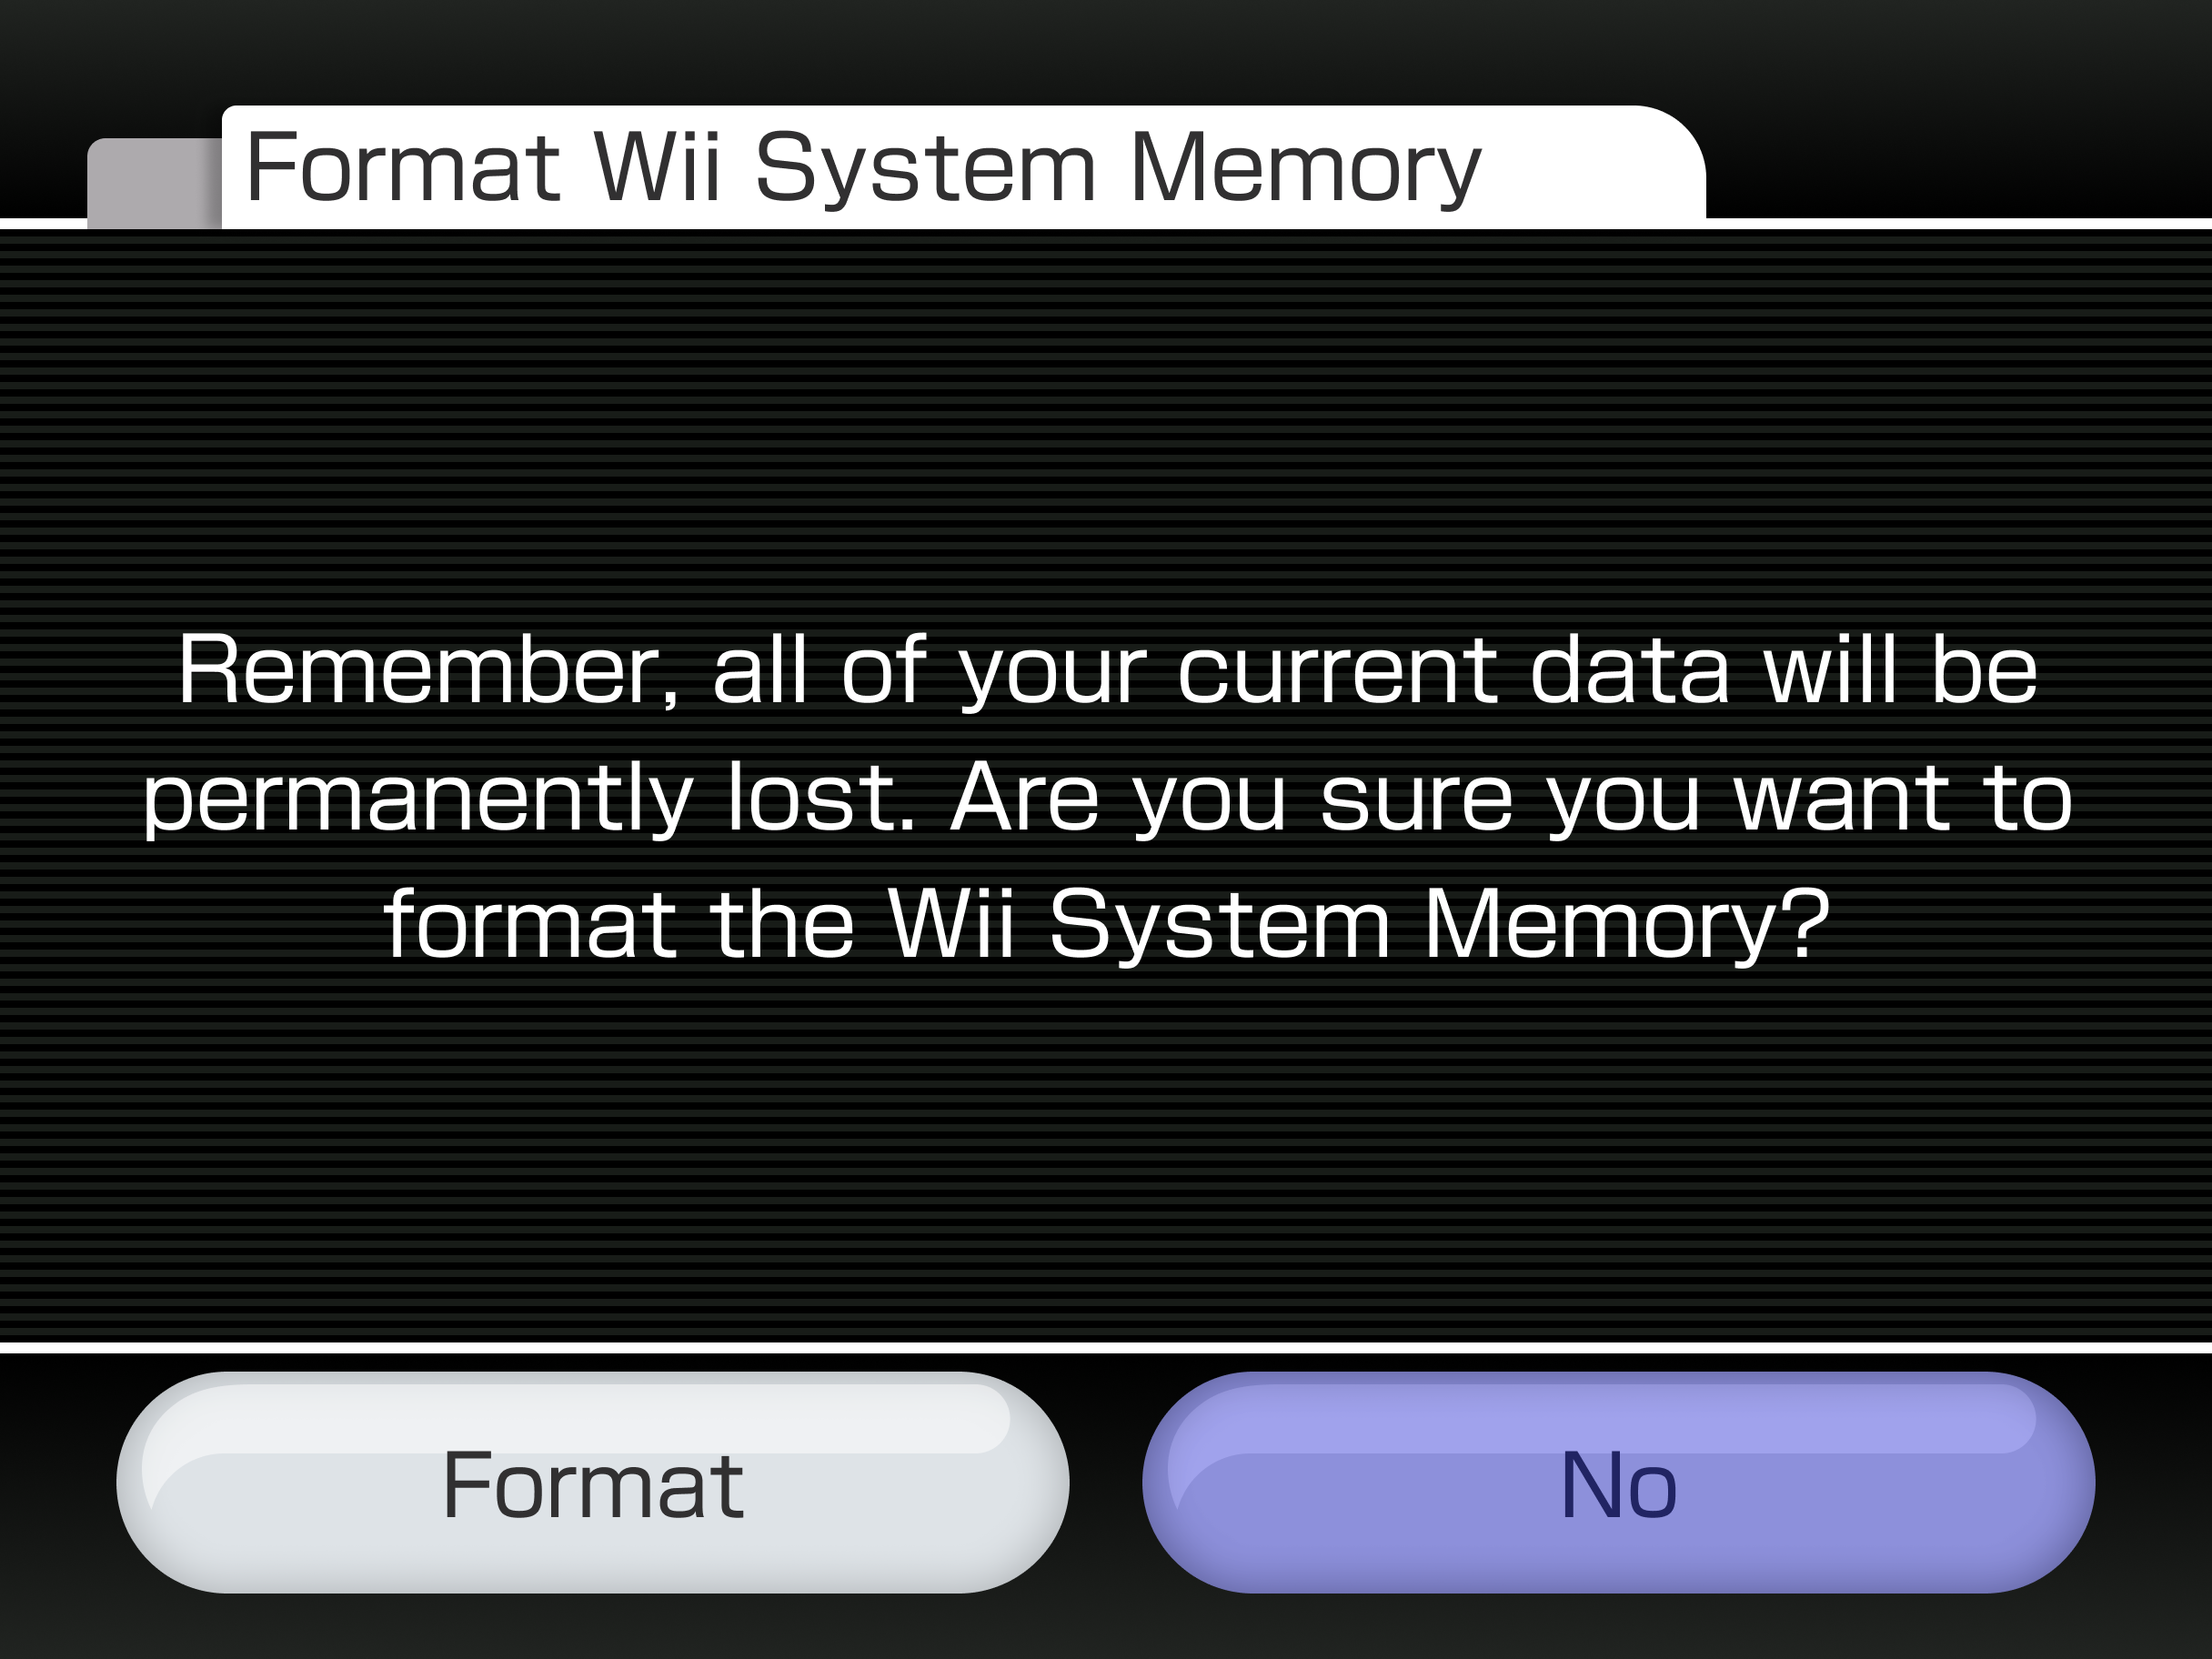 Format Wii System Memory
Remember, all of your current data will be
permanently lost. Are you sure you want to
format the Wii System Memory?
Format
No